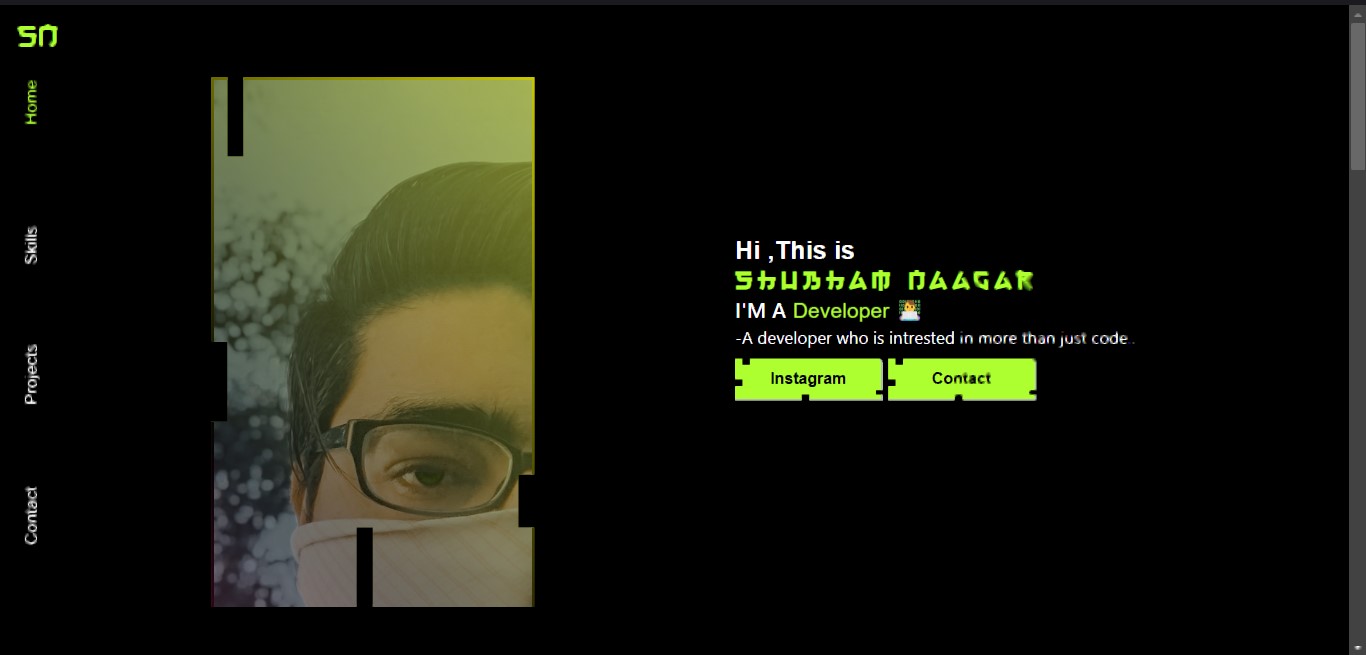 SN
Home
Skills
Projects
Contact
Hi ,This is
SHUBHAM NAAGAR
I'M A Developer
-A developer who is intrested in more than just code.
Instagram
Contact